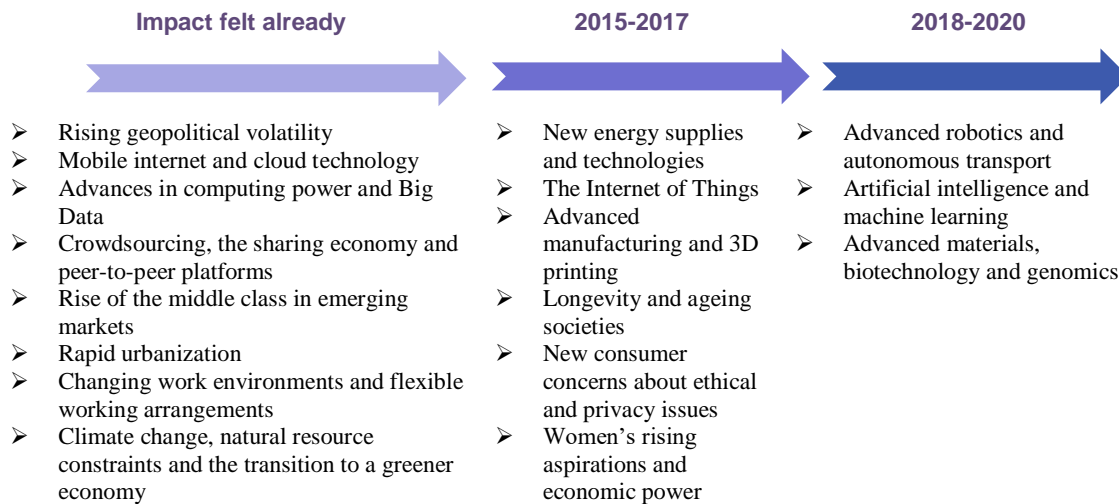 Impact felt already
Rising geopolitical volatility
Mobile internet and cloud technology
Advances in computing power and Big
Data
Crowdsourcing, the sharing economy and
peer-to-peer platforms
Rise of the middle class in emerging
markets
Rapid urbanization
Changing work environments and flexible
working arrangements
Climate change, natural resource
constraints and the transition to a greener
economy
2015-2017
New energy supplies
and technologies
The Internet of Things
Advanced
manufacturing and 3D
printing
Longevity and ageing
societies
New consumer
concerns about ethical
and privacy issues
Women’s rising
aspirations and
economic power
2018-2020
Advanced robotics and
autonomous transport
Artificial intelligence and
machine learning
Advanced materials,
biotechnology and genomics